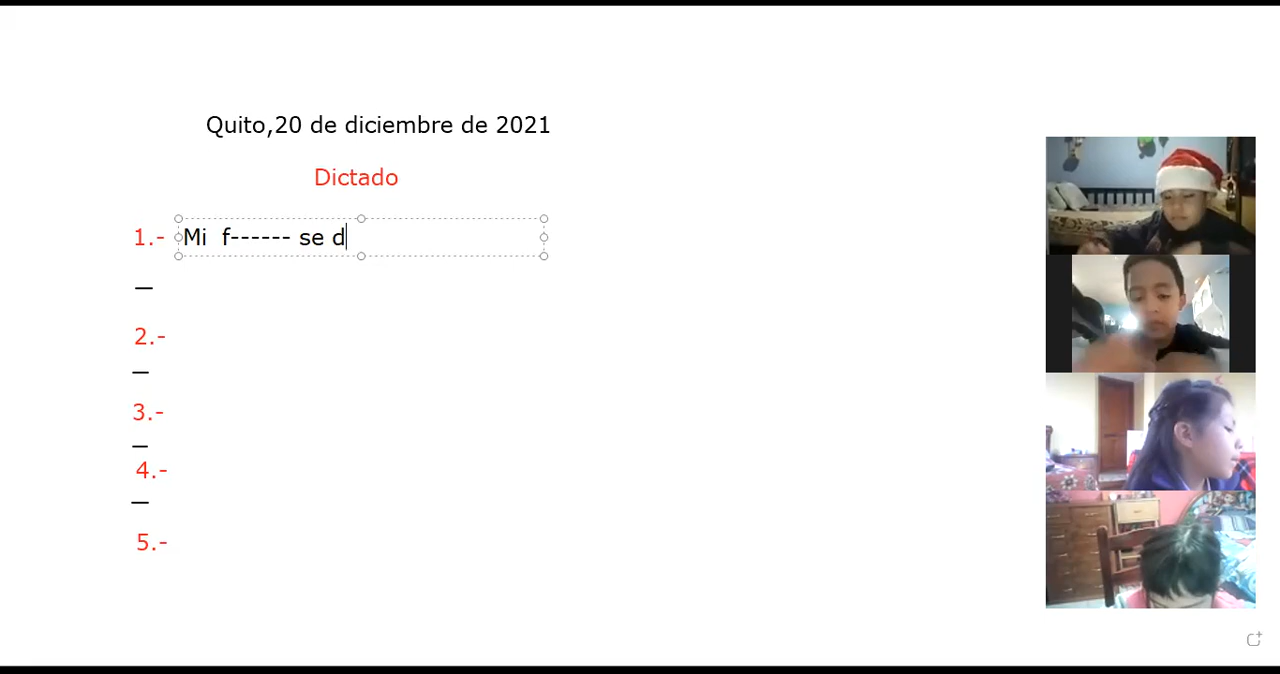 Quito,20 de diciembre de 2021
Dictado
1.- Mi  f------ se d
_
2.-
_
3.-
_
4.-
_
5.-